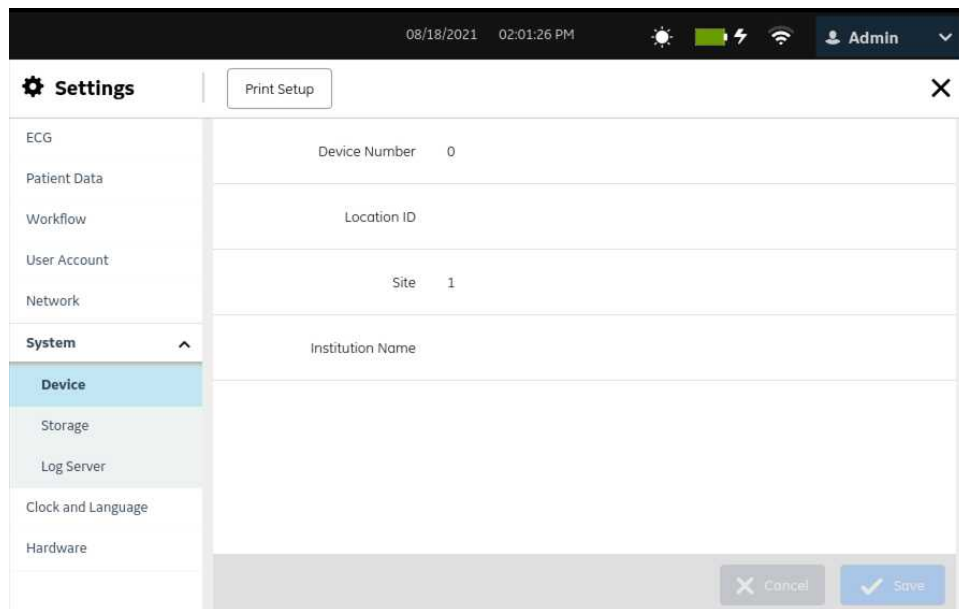 08/18/2021 02:01:26 PM Admin
Settings Print Setup
ECG
Patient Data
Workflow
User Account
Network
System
Device
Storage
Log Server
Clock and Language
Hardware
Device Number 0
Location ID
Site 1
Institution Name
Cancel Save